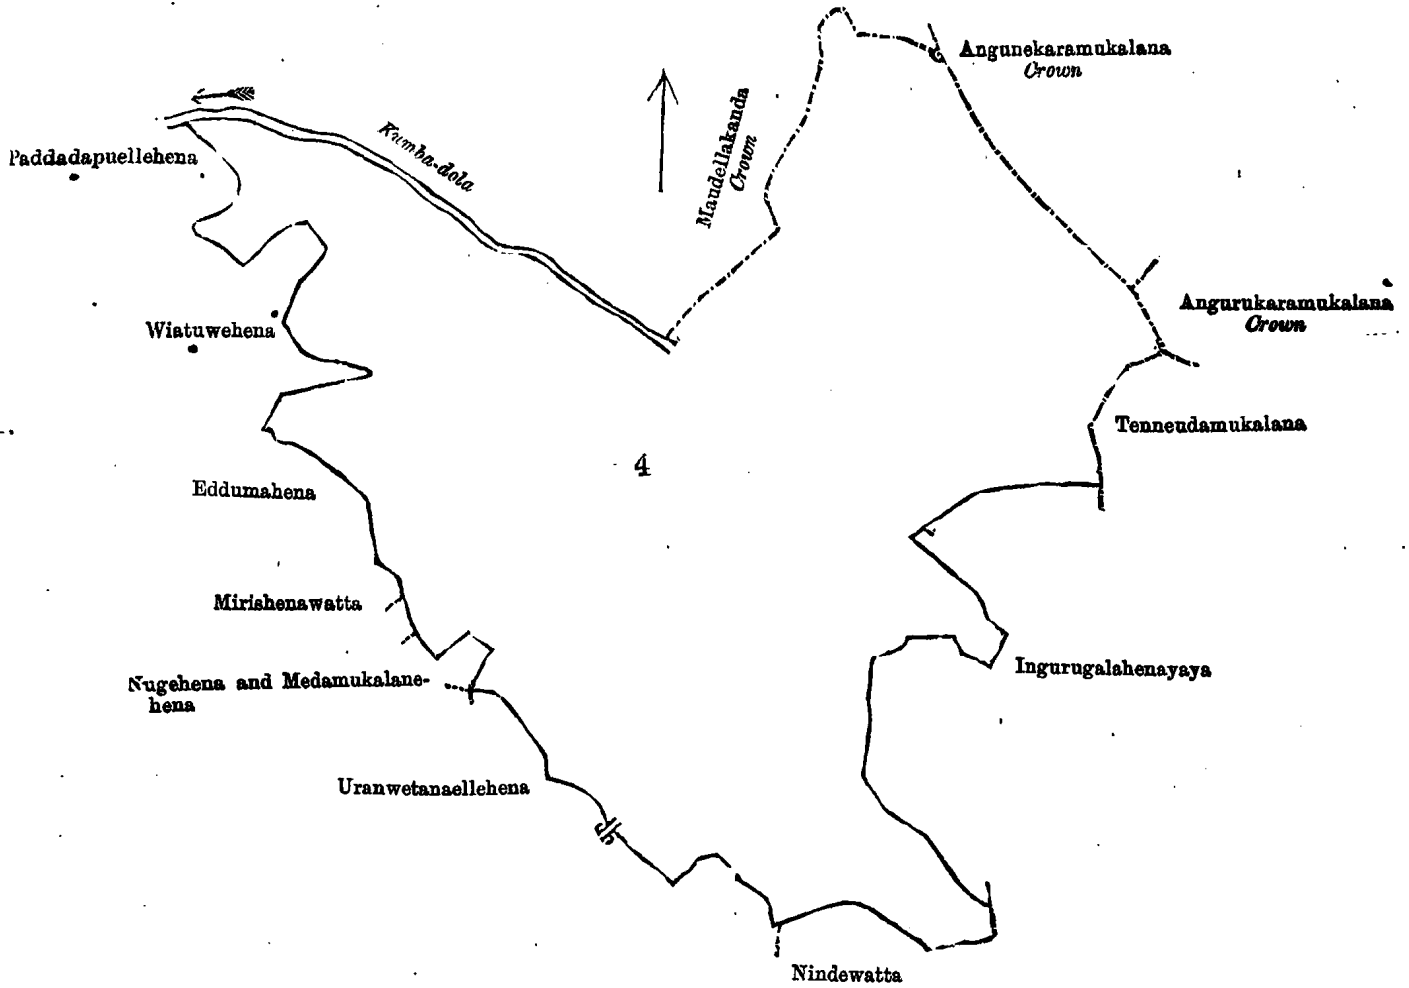 Angunekaramukalana
Crown
Maudellakanda
Crown
Kumba-dola
Paddadapuellehena
Angurukaramukalana
Crown
Wiatuwehena
Tennendamukalana
4
Eddumahena
Mirishenawatta
Ingurugalahenayaya
Nugehena and Medamukalane-
hena
Uranwetanaellehena
Nindewatta